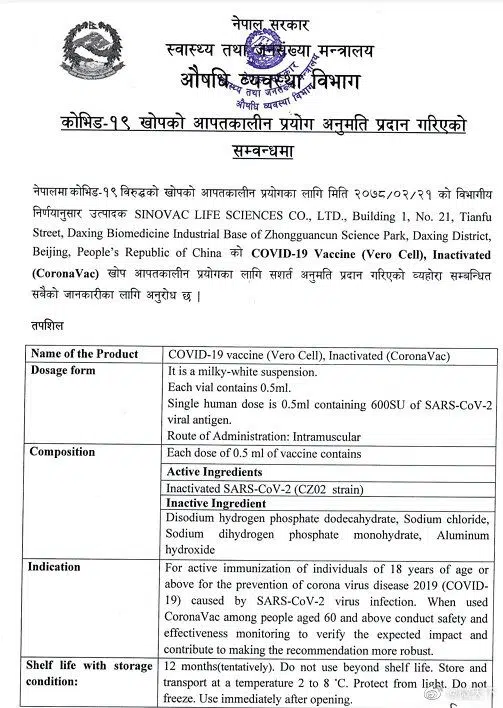 नेपाल सरकार
स्वास्थ्य तथा जनसंख्या मन्त्रालय
औषधि व्यवस्था विभाग
कोभिड-१९ खोपको आपतकालीन प्रयोग अनुमति प्रदान गरिएको
सम्बन्धमा
नेपालमा कोभिड-१९ विरुद्धको खोपको आपतकालीन प्रयोगका लागि मिति २०७८/०२/२१ को विभागीय
निर्णयानुसार उत्पादक SINOVAC LIFE SCIENCES CO., LTD., Building 1, No. 21, Tianfu
Street, Daxing Biomedicine Industrial Base of Zhongguancun Science Park, Daxing District,
Beijing, People's Republic of China को COVID-19 Vaccine (Vero Cell), Inactivated
(CoronaVac) खोप आपतकालीन प्रयोगका लागि सशर्त अनुमति प्रदान गरिएको व्यहोरा सम्बन्धित
सबैको जानकारीका लागि अनुरोध छ |
तपशिल
Name of the Product COVID-19 vaccine (Vero Cell), Inactivated (CoronaVac)
Dosage form It is a milky-white suspension.
Each vial contains 0.5ml.
Single human dose is 0.5ml containing 600SU of SARS-CoV-2
viral antigen.
Route of Administration: Intramuscular
Composition Each dose of 0.5 ml of vaccine contains
Active Ingredients
Inactivated SARS-CoV-2 (CZ02 strain)
Inactive Ingredient
Disodium hydrogen phosphate dodecahydrate, Sodium chloride,
Sodium dihydrogen phosphate monohydrate, Aluminum
hydroxide
Indication For active immunization of individuals of 18 years of age or
above for the prevention of corona virus disease 2019 (COVID-
19) caused by SARS-CoV-2 virus infection. When used
CoronaVac among people aged 60 and above conduct safety and
effectiveness monitoring to verify the expected impact and
contribute to making the recommendation more robust.
Shelf life with storage 12 months(tentatively). Do not use beyond shelf life. Store and
condition: transport at a temperature 2 to 8 ˚C. Protect from light. Do not
freeze. Use immediately after opening.